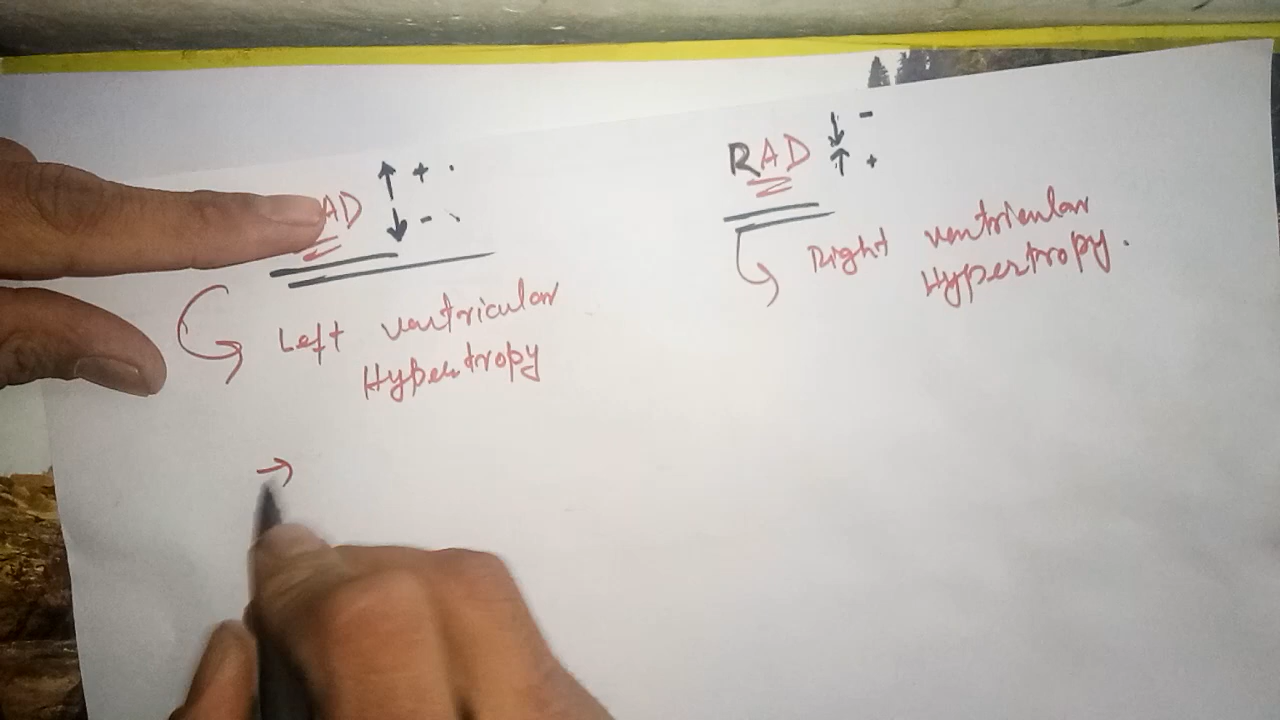 AD ↑ + .
↓ -
Left ventricular
Hypertropy
→
RAD ↓ -
↑ +
Right ventricular
Hypertropy.